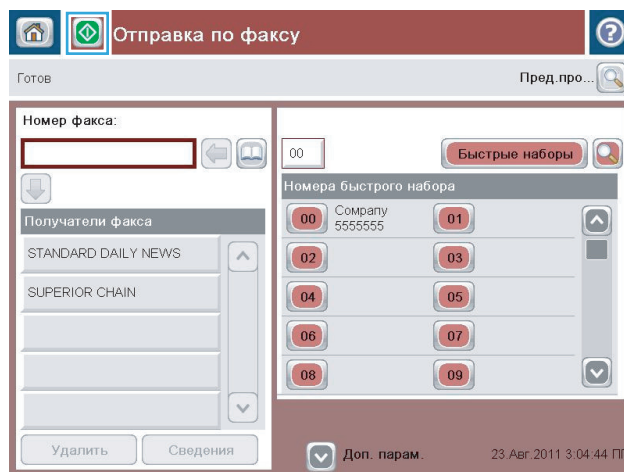 Отправка по факсу
?
Готов
Пред.про...
Номер факса:
00
Быстрые наборы
Номера быстрого набора
Получатели факса
STANDARD DAILY NEWS
SUPERIOR CHAIN
00 Company 5555555 01
02 03
04 05
06 07
08 09
Удалить Сведения
Доп. парам.
23.Авг.2011 3:04:44 ПП